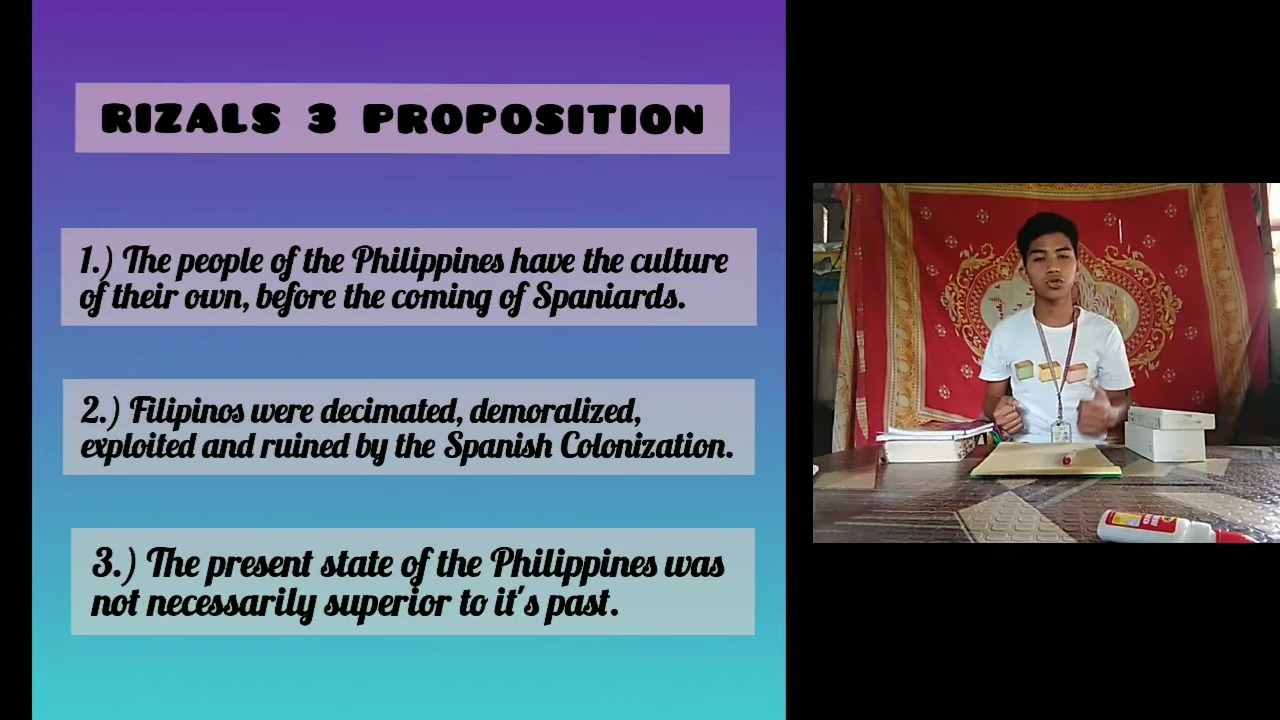 RIZALS 3 PROPOSITION
1.) The people of the Philippines have the culture
of their own, before the coming of Spaniards.
2.) Filipinos were decimated, demoralized,
exploited and ruined by the Spanish Colonization.
3.) The present state of the Philippines was
not necessarily superior to it's past.